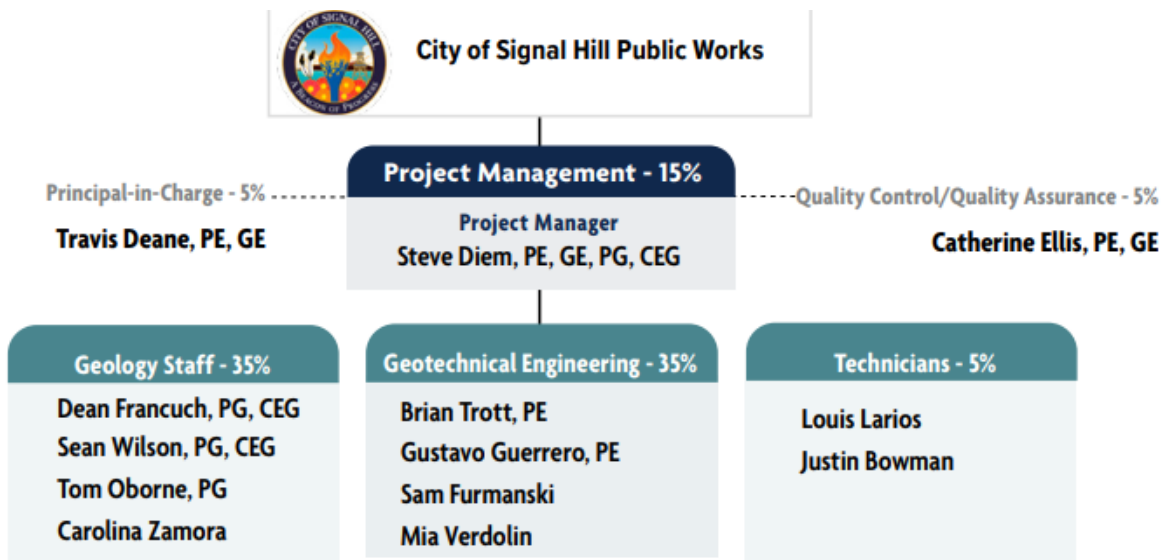 CITY OF SIGNAL HILL
A BEACON OF PROGRESS
City of Signal Hill Public Works
Project Management - 15%
Principal-in-Charge - 5%
Travis Deane, PE, GE
Project Manager
Steve Diem, PE, GE, PG, CEG
Quality Control/Quality Assurance - 5%
Catherine Ellis, PE, GE
Geology Staff - 35%
Dean Francuch, PG, CEG
Sean Wilson, PG, CEG
Tom Oborne, PG
Carolina Zamora
Geotechnical Engineering - 35%
Brian Trott, PE
Gustavo Guerrero, PE
Sam Furmanski
Mia Verdolin
Technicians - 5%
Louis Larios
Justin Bowman